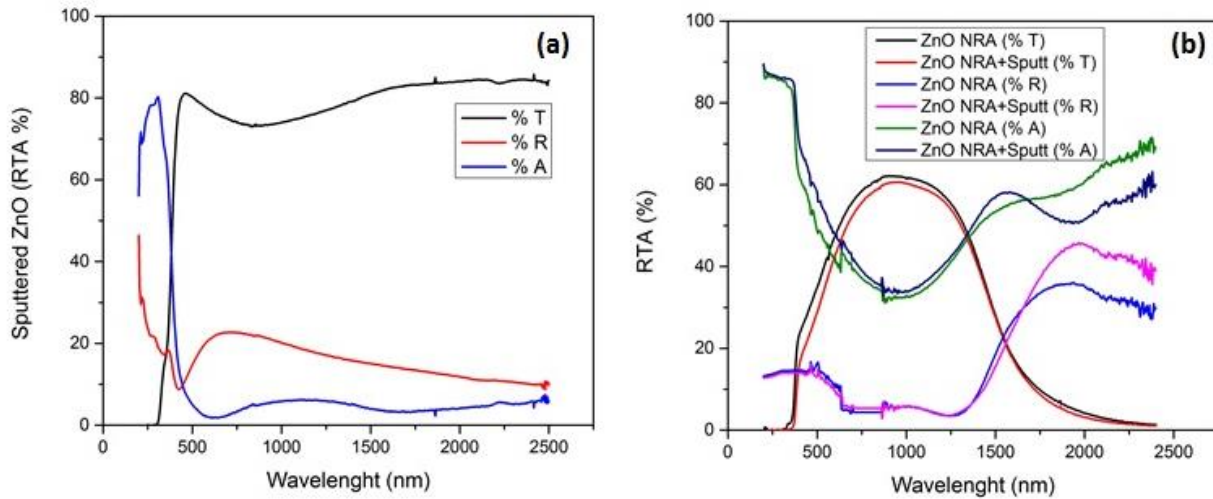 (a)
Sputtered ZnO (RTA %)
100
80
60
40
20
0
% T
% R
% A
0 500 1000 1500 2000 2500
Wavelenght (nm)
(b)
RTA (%)
100
80
60
40
20
0
ZnO NRA (% T)
ZnO NRA+Sputt (% T)
ZnO NRA (% R)
ZnO NRA+Sputt (% R)
ZnO NRA (% A)
ZnO NRA+Sputt (% A)
0 500 1000 1500 2000 2500
Wavelenght (nm)